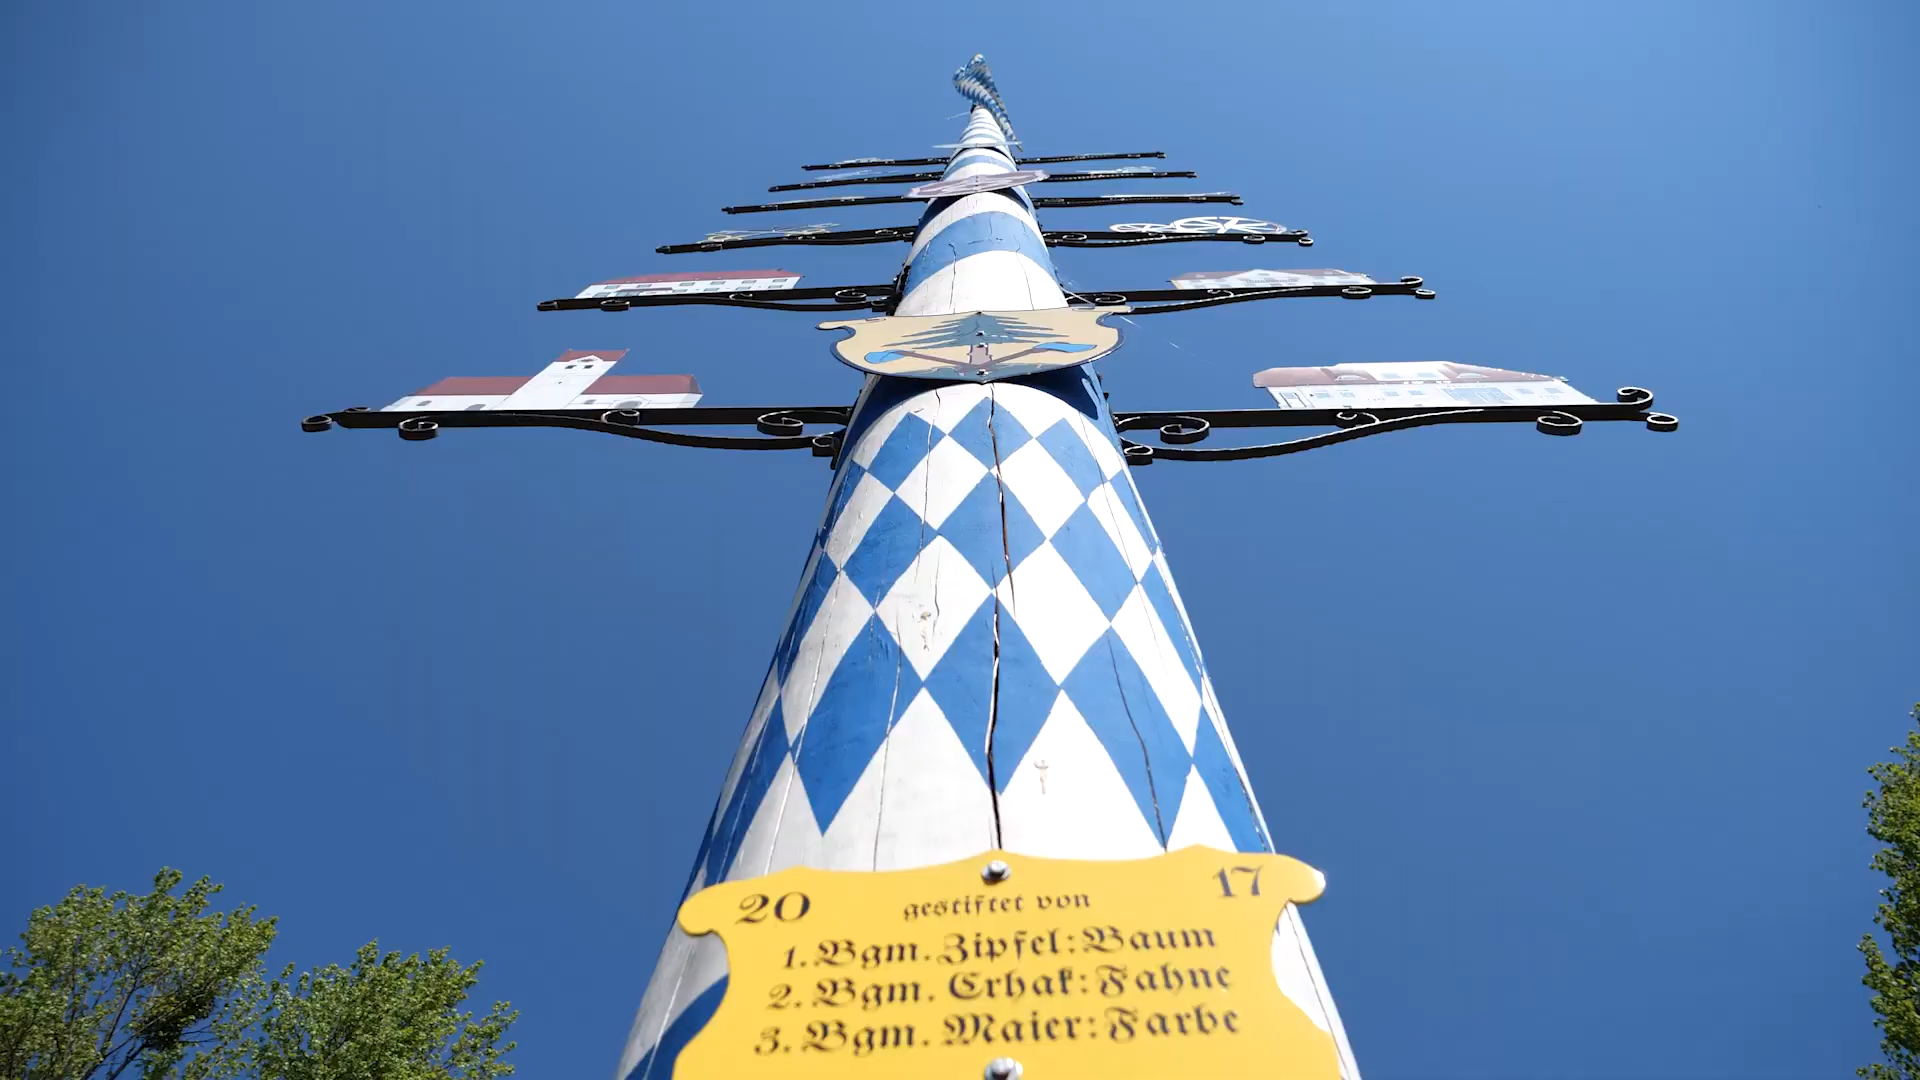 20 gestiftet von 17
1. Bgm. Zipfel: Baum
2. Bgm. Erhak: Fahne
3. Bgm. Maier: Farbe